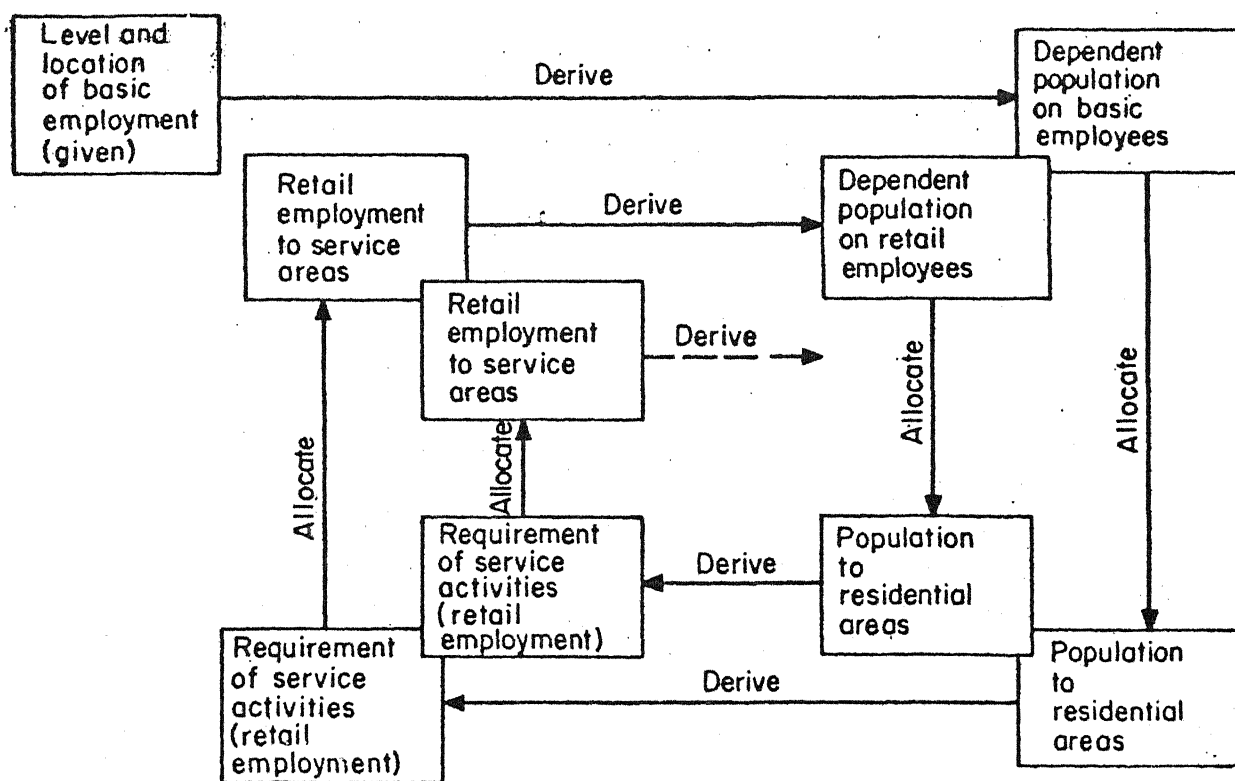 Level and
location
of basic
employment
(given)
Derive
Dependent
population
on basic
employees
Retail
employment
to service
areas
Derive
Dependent
population
on retail
employees
Retail
employment
to service
areas
Derive
Allocate
Allocate
Allocate
Allocate
Requirement
of service
activities
(retail
employment)
Derive
Population
to
residential
areas
Requirement
of service
activities
(retail
employment)
Derive
Population
to
residential
areas